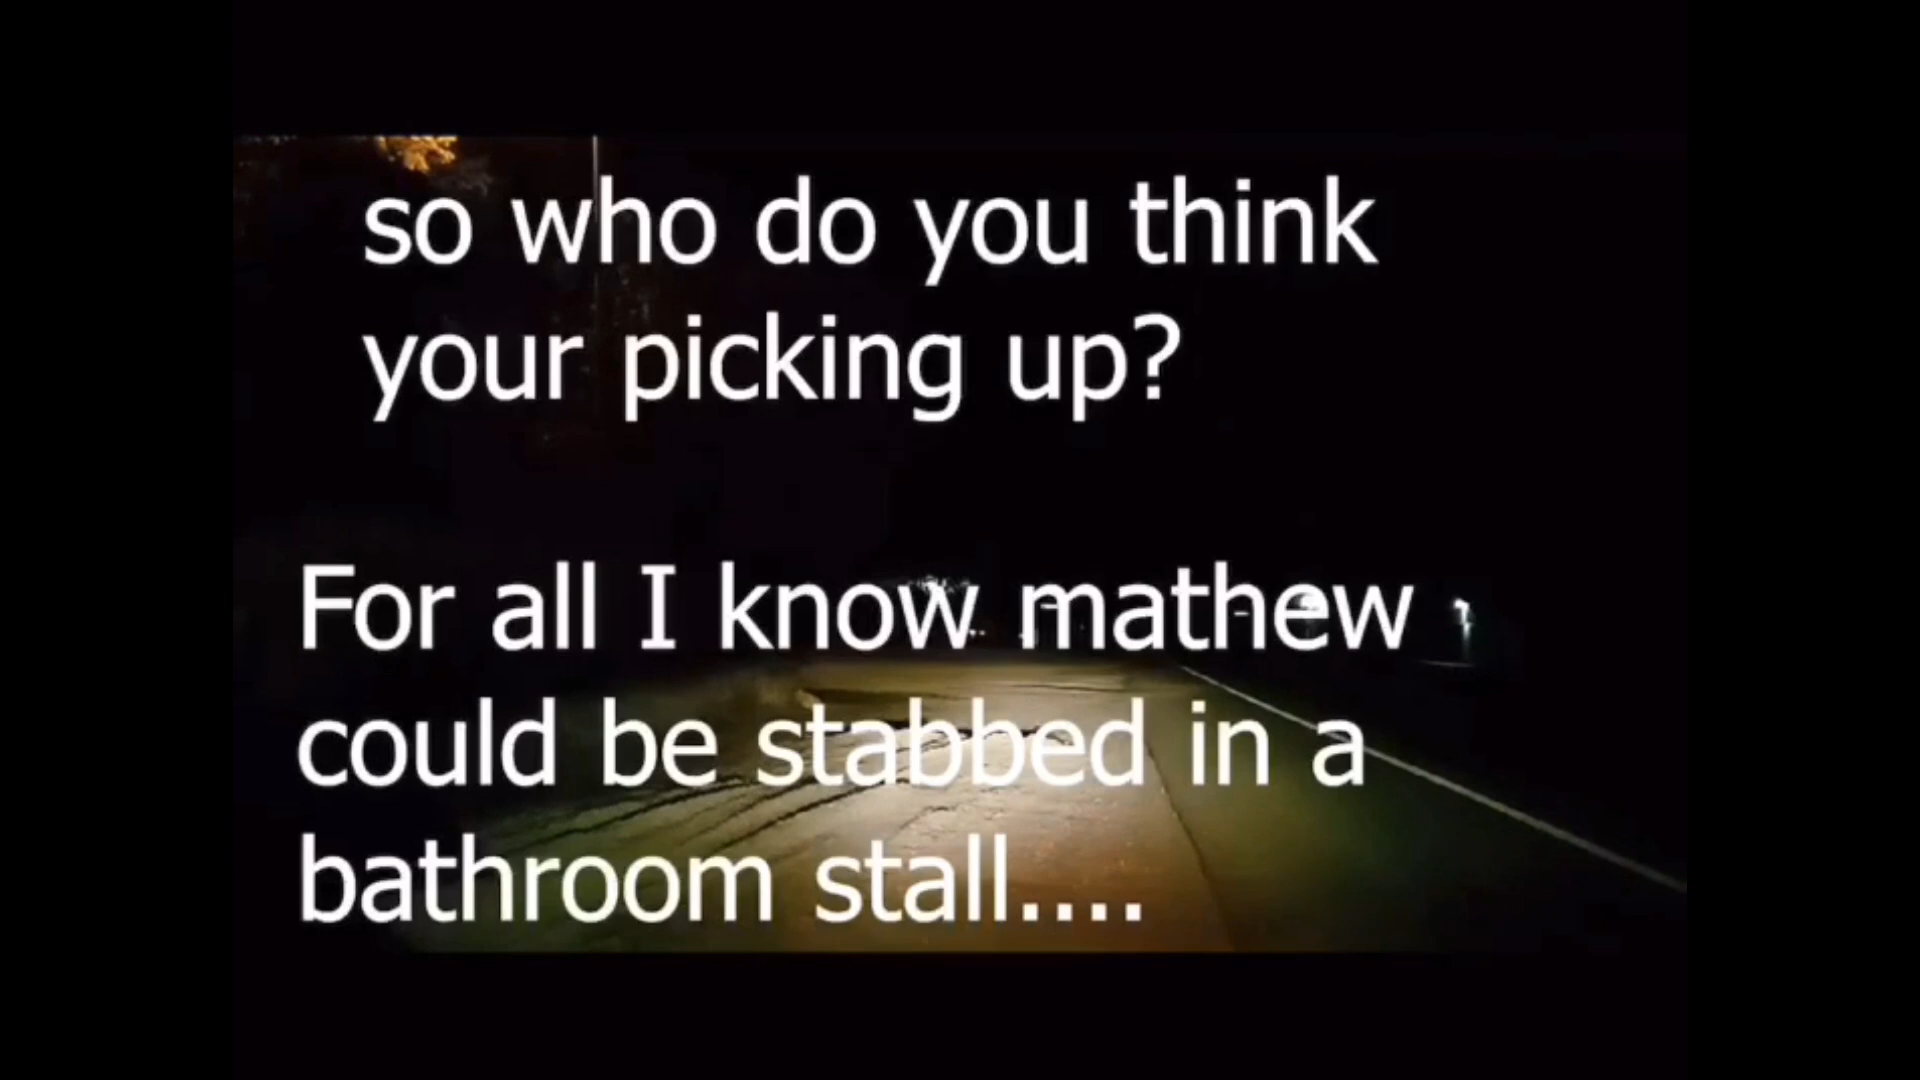 so who do you think
your picking up?
For all I know mathew
could be stabbed in a
bathroom stall....